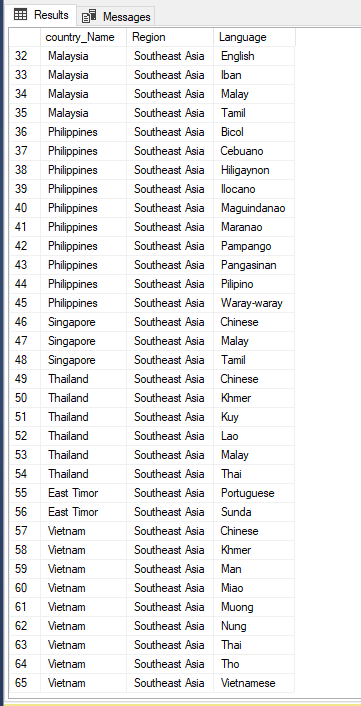 Results Messages
country_Name Region Language
32 Malaysia Southeast Asia English
33 Malaysia Southeast Asia Iban
34 Malaysia Southeast Asia Malay
35 Malaysia Southeast Asia Tamil
36 Philippines Southeast Asia Bicol
37 Philippines Southeast Asia Cebuano
38 Philippines Southeast Asia Hiligaynon
39 Philippines Southeast Asia Ilocano
40 Philippines Southeast Asia Maguindanao
41 Philippines Southeast Asia Maranao
42 Philippines Southeast Asia Pampango
43 Philippines Southeast Asia Pangasinan
44 Philippines Southeast Asia Pilipino
45 Philippines Southeast Asia Waray-waray
46 Singapore Southeast Asia Chinese
47 Singapore Southeast Asia Malay
48 Singapore Southeast Asia Tamil
49 Thailand Southeast Asia Chinese
50 Thailand Southeast Asia Khmer
51 Thailand Southeast Asia Kuy
52 Thailand Southeast Asia Lao
53 Thailand Southeast Asia Malay
54 Thailand Southeast Asia Thai
55 East Timor Southeast Asia Portuguese
56 East Timor Southeast Asia Sunda
57 Vietnam Southeast Asia Chinese
58 Vietnam Southeast Asia Khmer
59 Vietnam Southeast Asia Man
60 Vietnam Southeast Asia Miao
61 Vietnam Southeast Asia Muong
62 Vietnam Southeast Asia Nung
63 Vietnam Southeast Asia Thai
64 Vietnam Southeast Asia Tho
65 Vietnam Southeast Asia Vietnamese